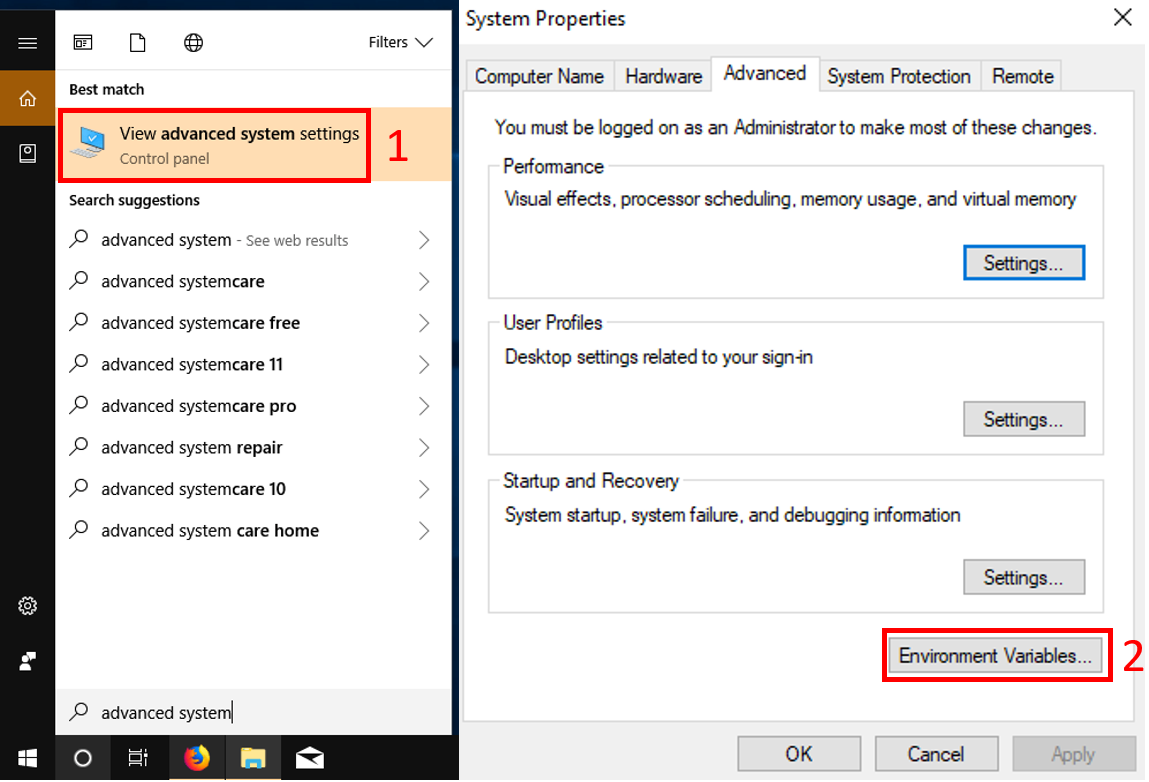 Filters
Best match
View advanced system settings
Control panel
1
Search suggestions
advanced system - See web results
advanced systemcare
advanced systemcare free
advanced systemcare 11
advanced systemcare pro
advanced system repair
advanced systemcare 10
advanced system care home
advanced system
System Properties
Computer Name
Hardware
Advanced
System Protection
Remote
You must be logged on as an Administrator to make most of these changes.
Performance
Visual effects, processor scheduling, memory usage, and virtual memory
Settings...
User Profiles
Desktop settings related to your sign-in
Settings...
Startup and Recovery
System startup, system failure, and debugging information
Settings...
Environment Variables...
2
OK
Cancel
Apply